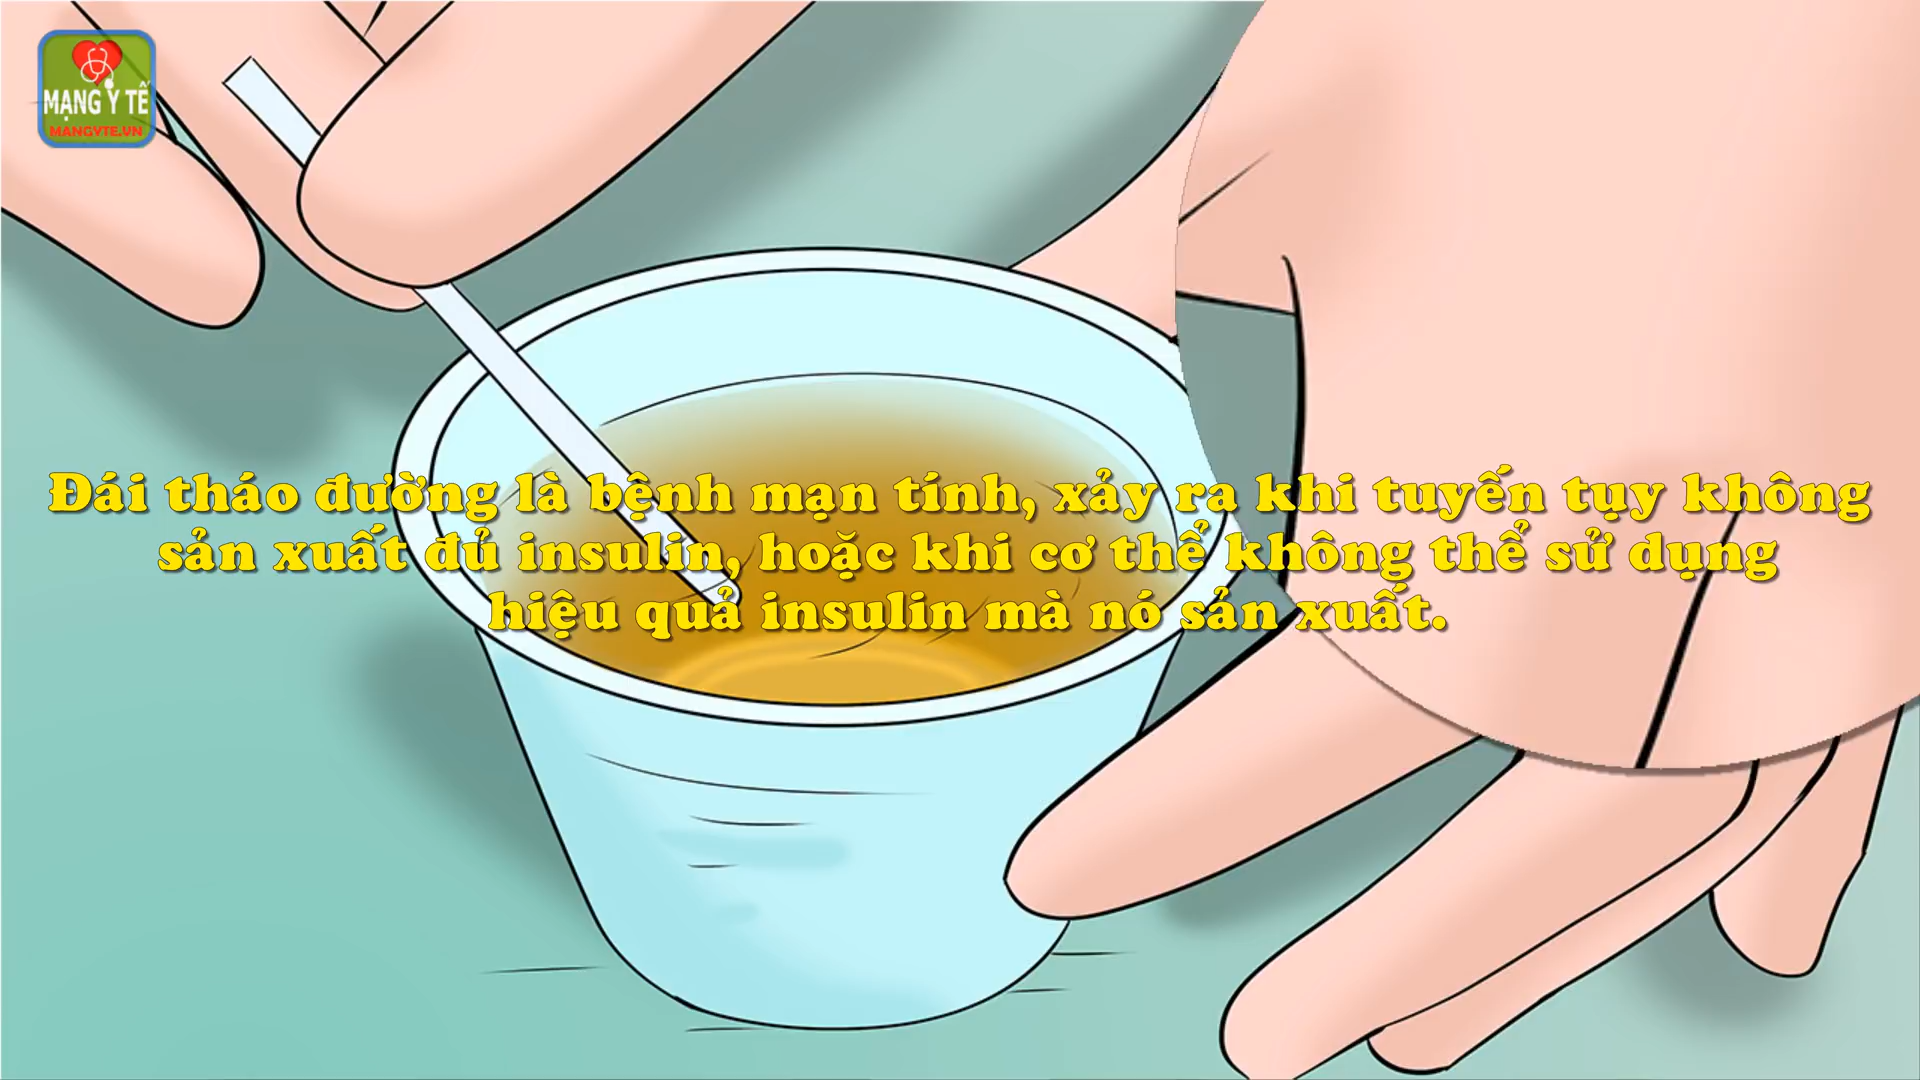 MẠNG Y TẾ
MANGYTE.VN
Đái tháo đường là bệnh mạn tính, xảy ra khi tuyến tụy không
sản xuất đủ insulin, hoặc khi cơ thể không thể sử dụng
hiệu quả insulin mà nó sản xuất.